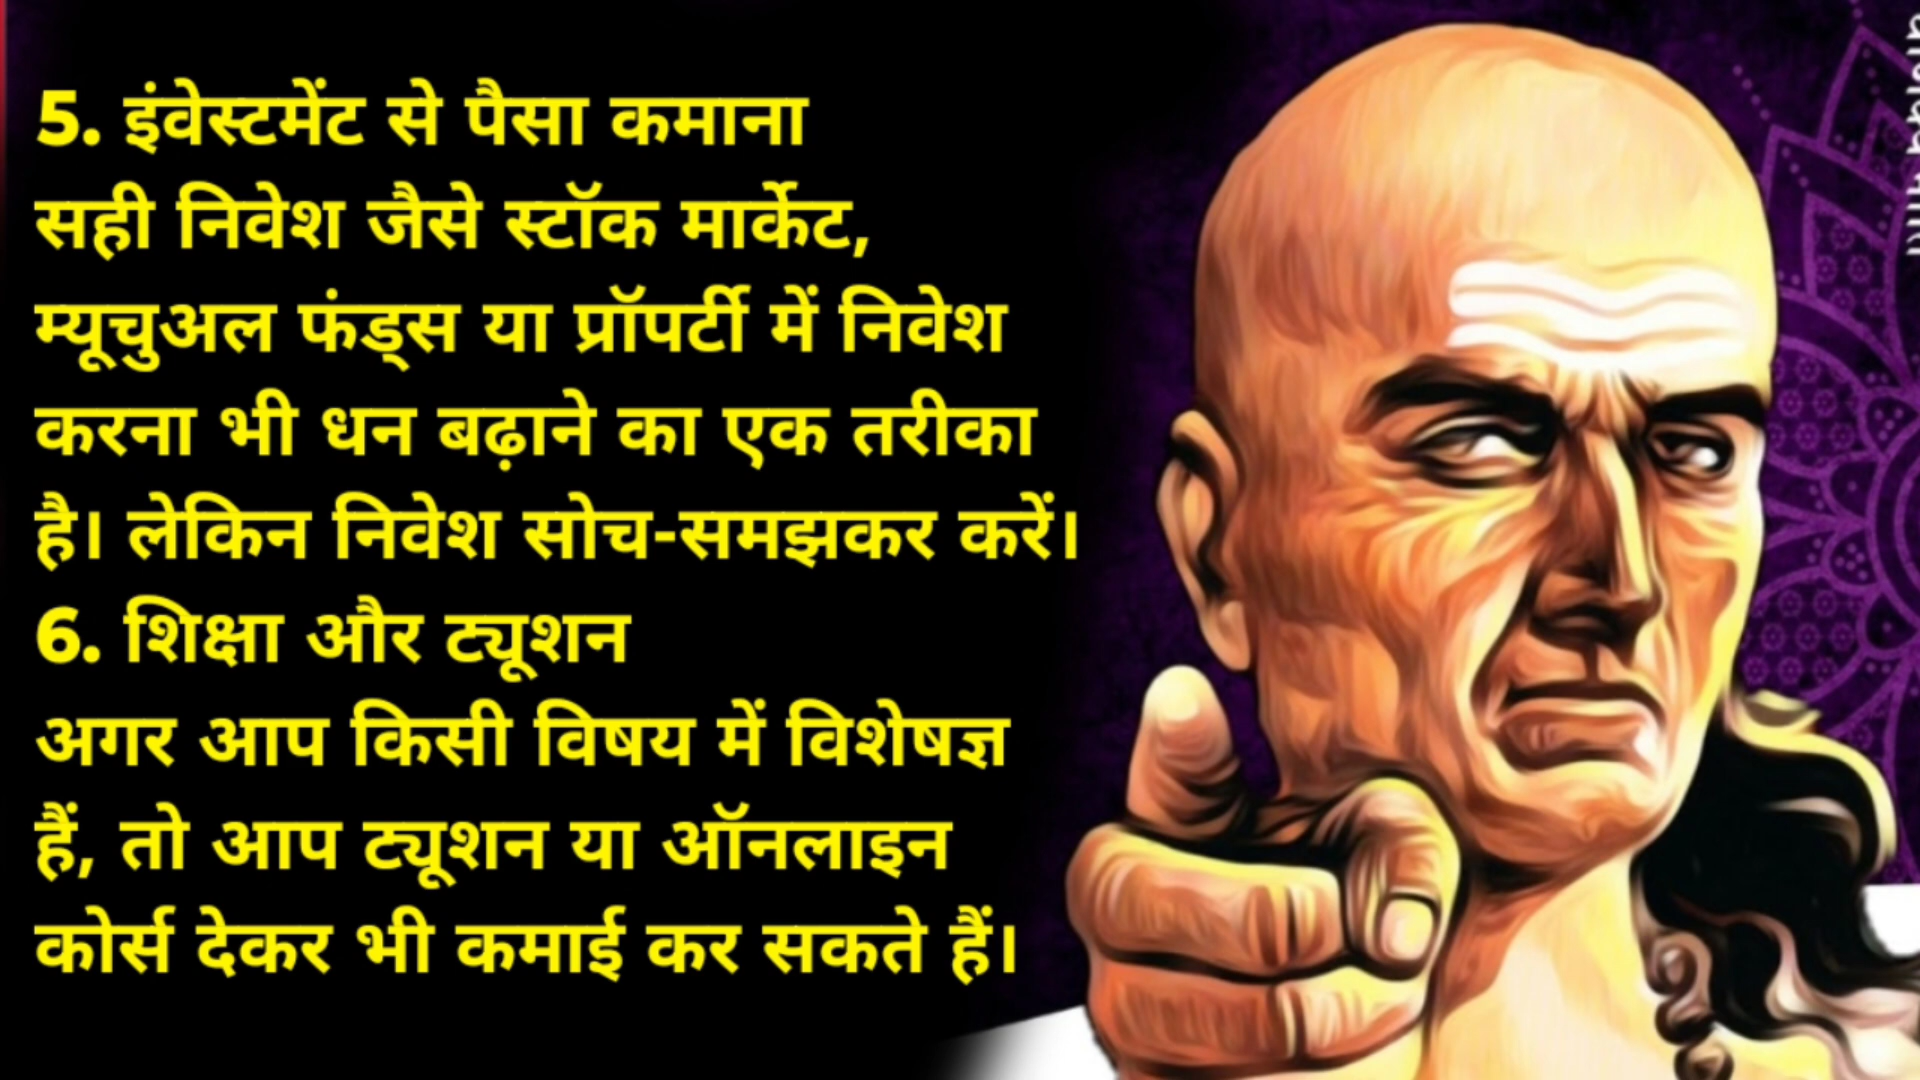 5. इंवेस्टमेंट से पैसा कमाना
सही निवेश जैसे स्टॉक मार्केट,
म्यूचुअल फंड्स या प्रॉपर्टी में निवेश
करना भी धन बढ़ाने का एक तरीका
है। लेकिन निवेश सोच-समझकर करें।
6. शिक्षा और ट्यूशन
अगर आप किसी विषय में विशेषज्ञ
हैं, तो आप ट्यूशन या ऑनलाइन
कोर्स देकर भी कमाई कर सकते हैं।